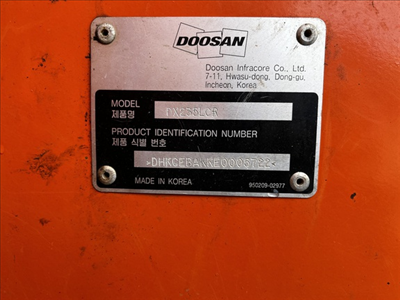 DOOSAN
Doosan Infracore Co., Ltd.
7-11, Hwasu-dong, Dong-gu,
Incheon, Korea
MODEL
제품명
PRODUCT IDENTIFICATION NUMBER
제품 식별 번호
MADE IN KOREA
950209-02977